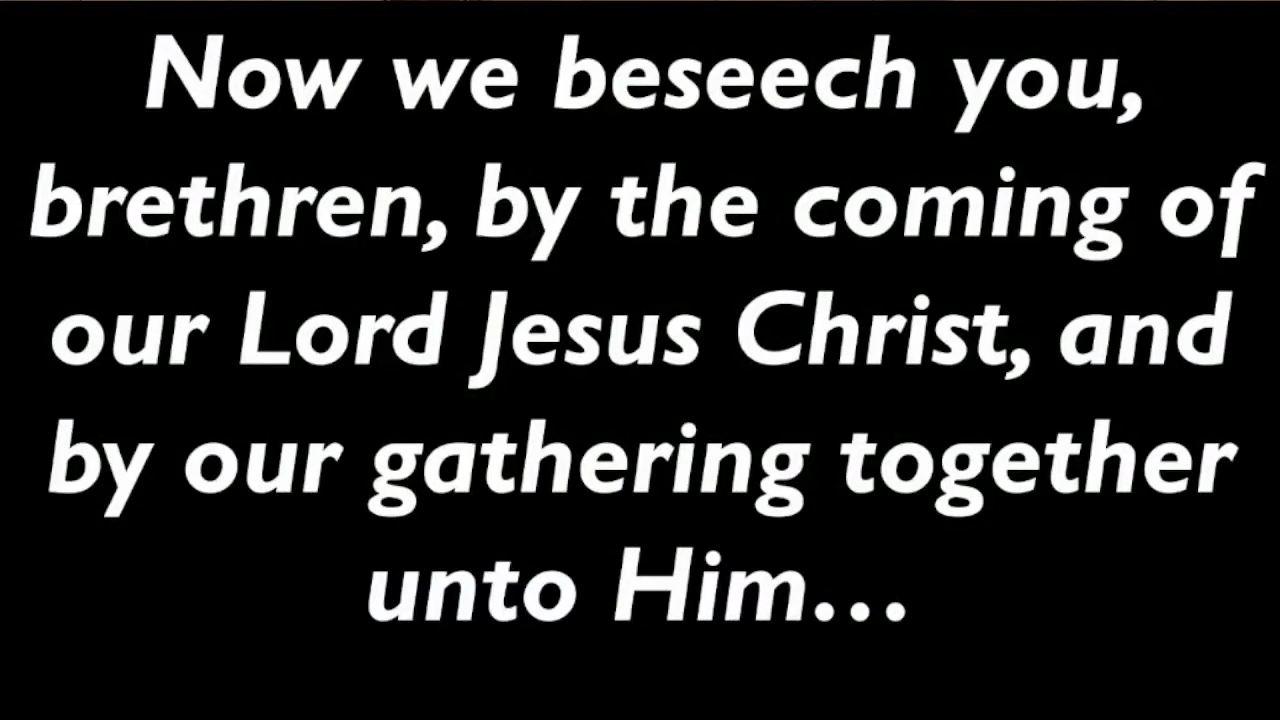 Now we beseech you,
brethren, by the coming of
our Lord Jesus Christ, and
by our gathering together
unto Him…